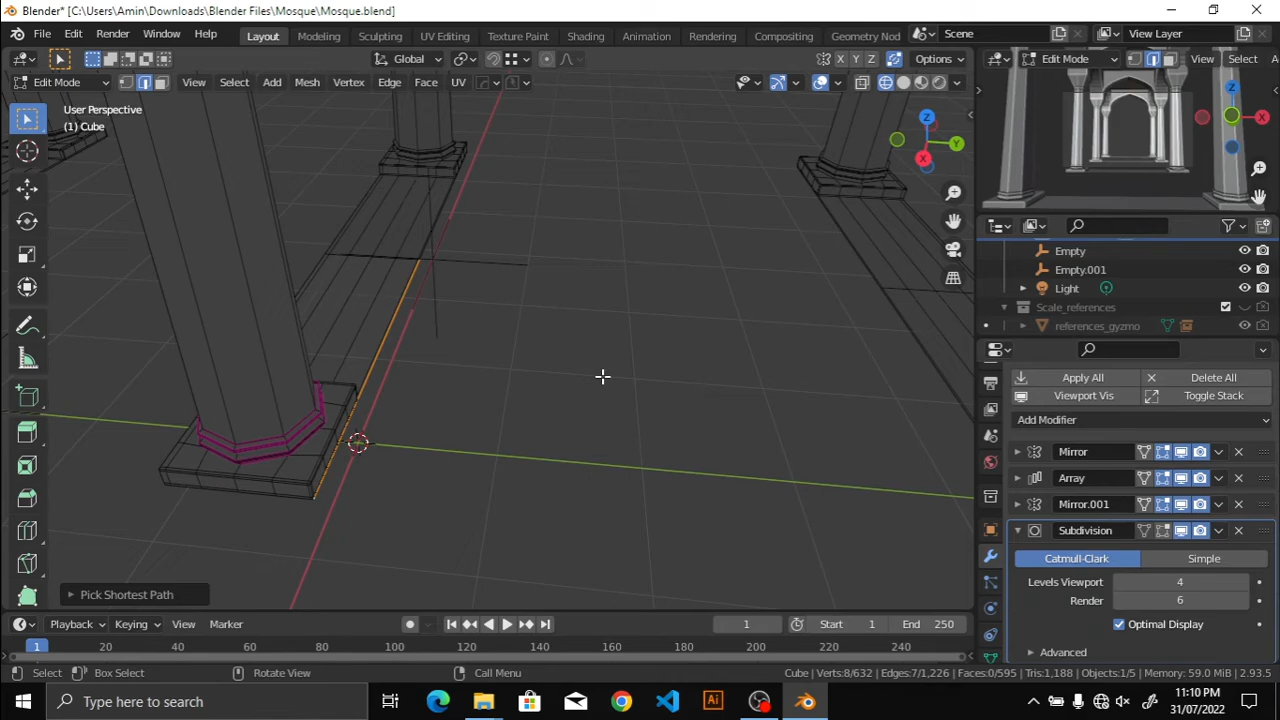 Blender* [C:\Users\Amin\Downloads\Blender Files\Mosque\Mosque.blend]
File Edit Render Window Help
Layout Modeling Sculpting UV Editing Texture Paint Shading Animation Rendering Compositing Geometry Nod
Scene
View Layer
Global
X Y Z
Options
Edit Mode
View Select Add Mesh Vertex Edge Face UV
Edit Mode
View Select
User Perspective
(1) Cube
Z
Y
X
Z
X
Empty
Empty.001
Light
Scale_references
references_gyzmo
Apply All
Delete All
Viewport Vis
Toggle Stack
Add Modifier
Mirror
Array
Mirror.001
Subdivision
Catmull-Clark
Simple
Levels Viewport 4
Render 6
Optimal Display
Advanced
Pick Shortest Path
Playback Keying View Marker
1
Start 1
End 250
1 20 40 60 80 100 120 140 160 180 200 220 240
Select Box Select Rotate View Call Menu
Cube | Verts:8/632 | Edges:7/1,226 | Faces:0/595 | Tris:1,188 | Objects:1/5 | Memory: 59.0 MiB | 2.93.5
Type here to search
Ai
ENG
11:10 PM
31/07/2022